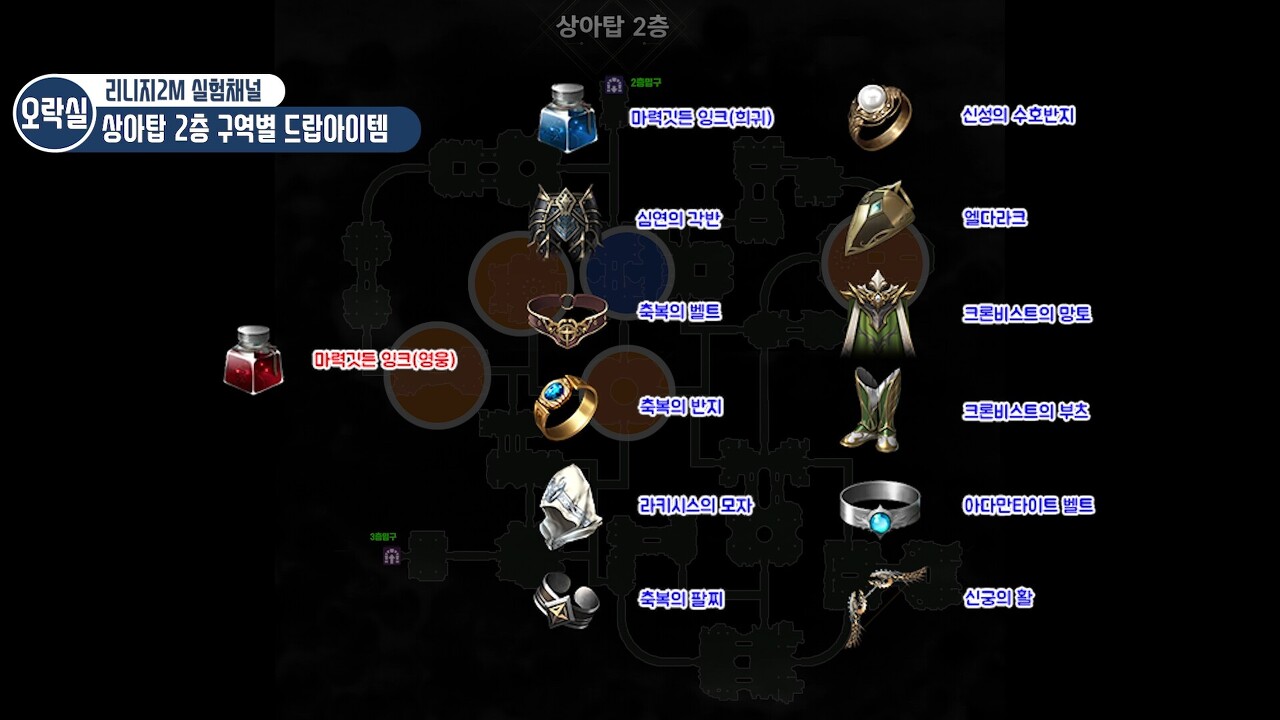 상아탑 2층
오락실
리니지2M 실험채널
상아탑 2층 구역별 드랍아이템
2층입구
마력깃든 잉크(희귀)
신성의 수호반지
심연의 각반
엘다라크
축복의 벨트
크론비스트의 망토
마력깃든 잉크(영웅)
축복의 반지
크론비스트의 부츠
라키시스의 모자
아다만타이트 벨트
3층입구
축복의 팔찌
신궁의 활